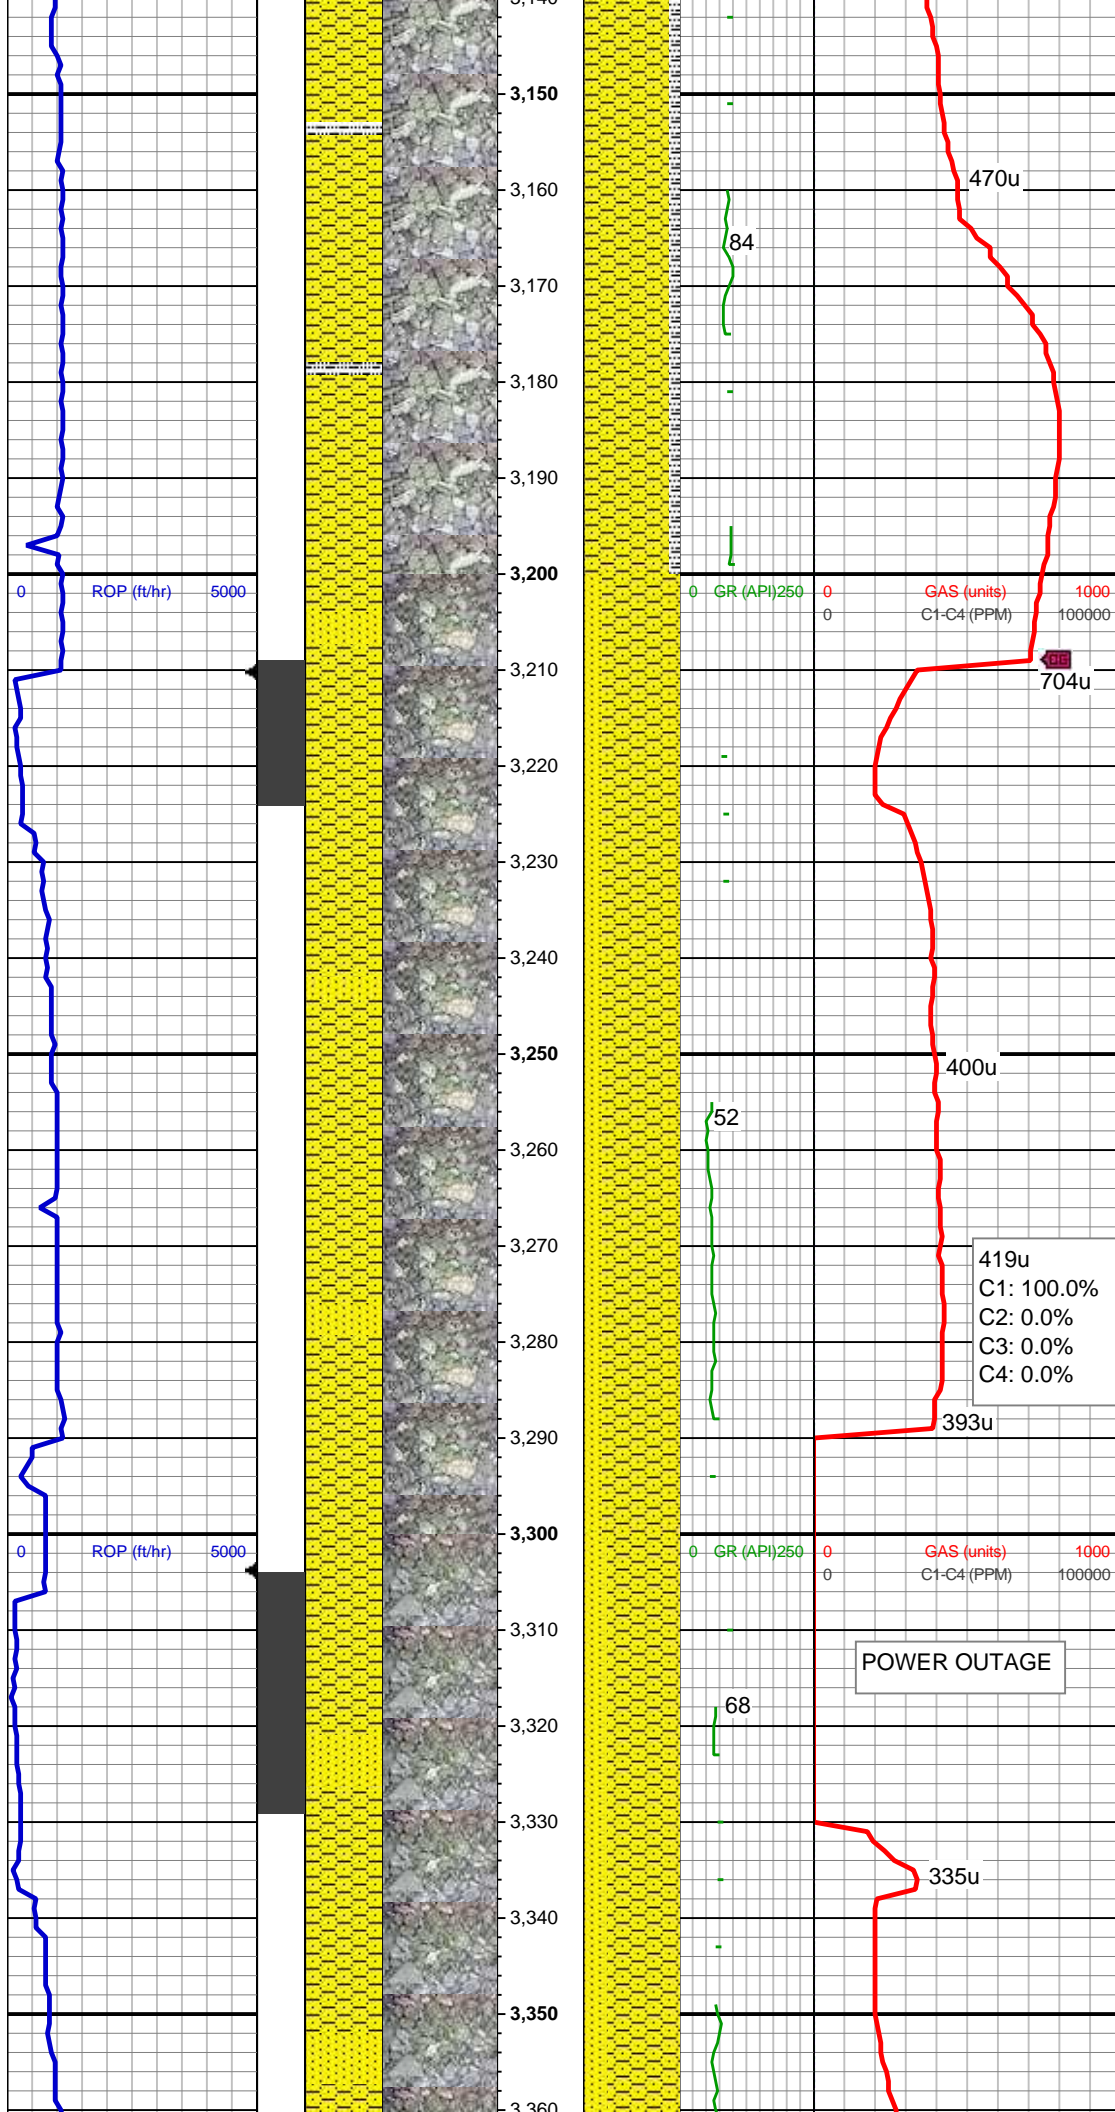 3,140
3,150
3,160
470u
84
3,170
3,180
3,190
3,200
0 ROP (ft/hr) 5000
0 GR (API) 250
0 GAS (units) 1000
0 C1-C4 (PPM) 100000
CG
3,210
704u
3,220
3,230
3,240
3,250
400u
52
3,260
3,270
419u
C1: 100.0%
C2: 0.0%
C3: 0.0%
C4: 0.0%
3,280
3,290
393u
3,300
0 ROP (ft/hr) 5000
0 GR (API) 250
0 GAS (units) 1000
0 C1-C4 (PPM) 100000
3,310
POWER OUTAGE
68
3,320
3,330
335u
3,340
3,350
3,360